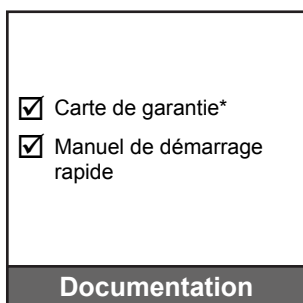 ☑ Carte de garantie*
☑ Manuel de démarrage
rapide
Documentation